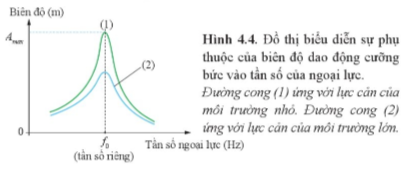 Biên độ (m)
(1)
Amax
(2)
0
f0
(tần số riêng)
Tần số ngoại lực (Hz)
Hình 4.4. Đồ thị biểu diễn sự phụ
thuộc của biên độ dao động cưỡng
bức vào tần số của ngoại lực.
Đường cong (1) ứng với lực cản của
môi trường nhỏ. Đường cong (2)
ứng với lực cản của môi trường lớn.